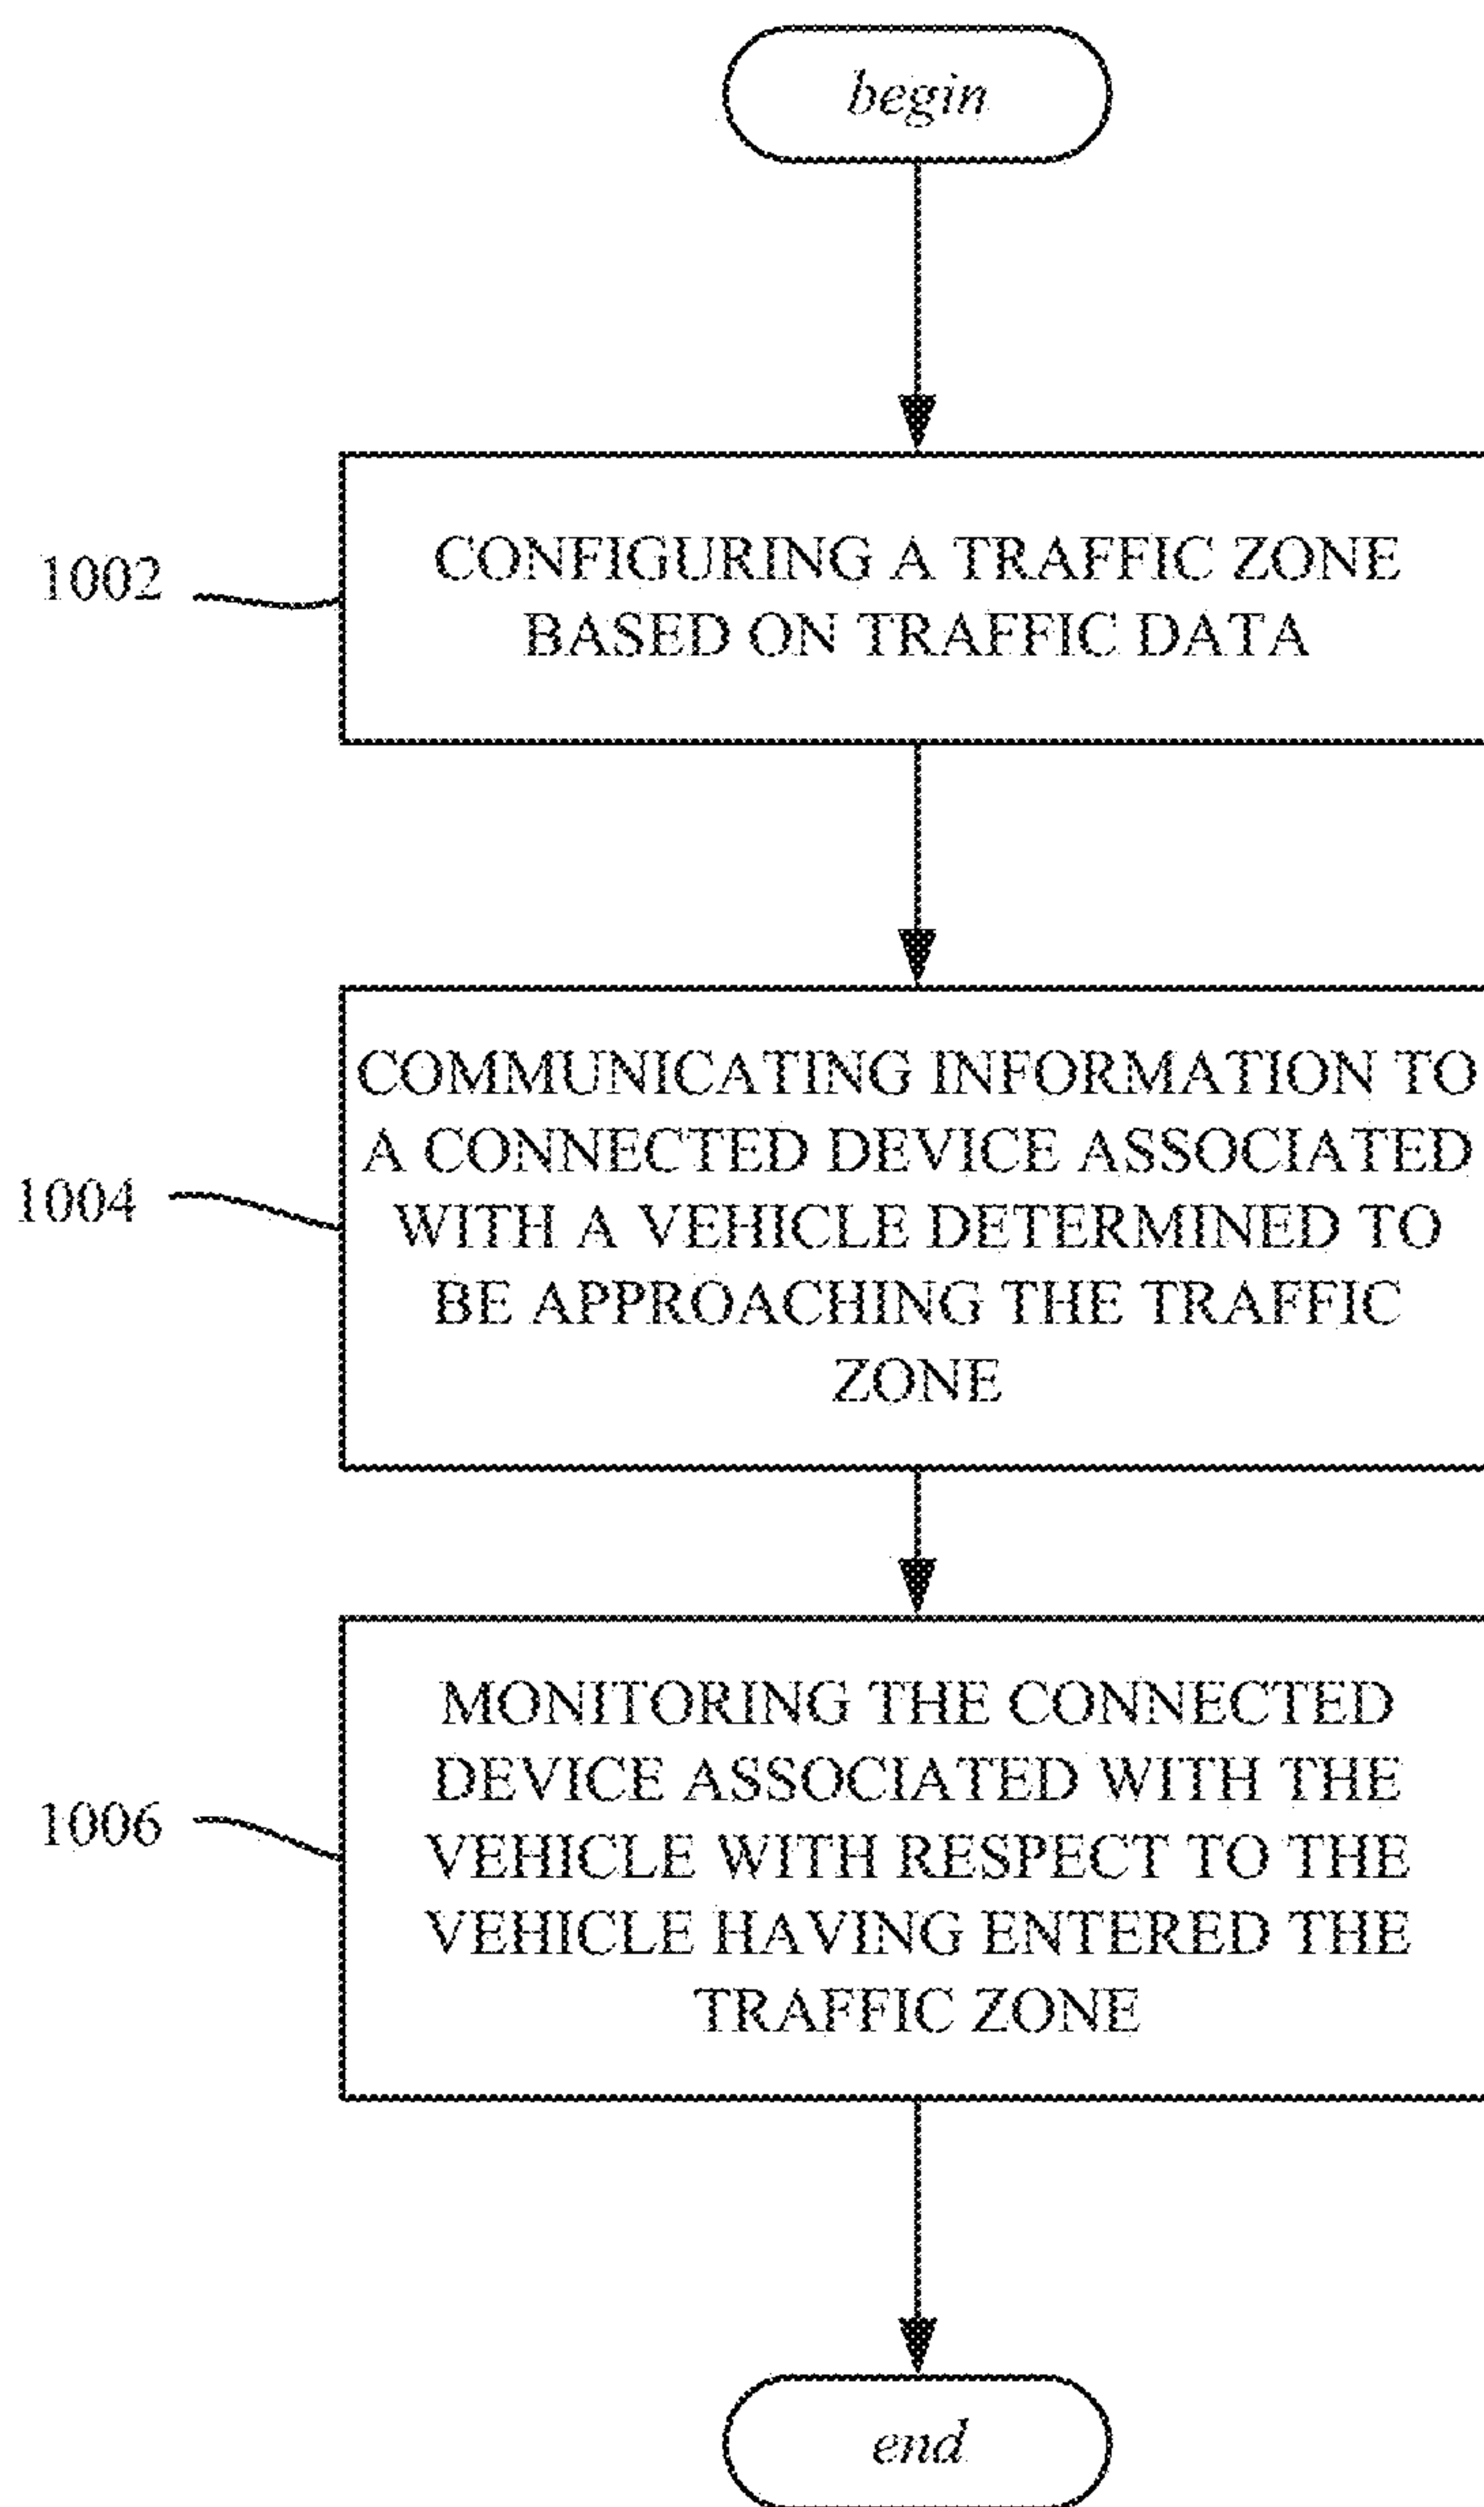 begin
1002
CONFIGURING A TRAFFIC ZONE
BASED ON TRAFFIC DATA
1004
COMMUNICATING INFORMATION TO
A CONNECTED DEVICE ASSOCIATED
WITH A VEHICLE DETERMINED TO
BE APPROACHING THE TRAFFIC
ZONE
1006
MONITORING THE CONNECTED
DEVICE ASSOCIATED WITH THE
VEHICLE WITH RESPECT TO THE
VEHICLE HAVING ENTERED THE
TRAFFIC ZONE
end